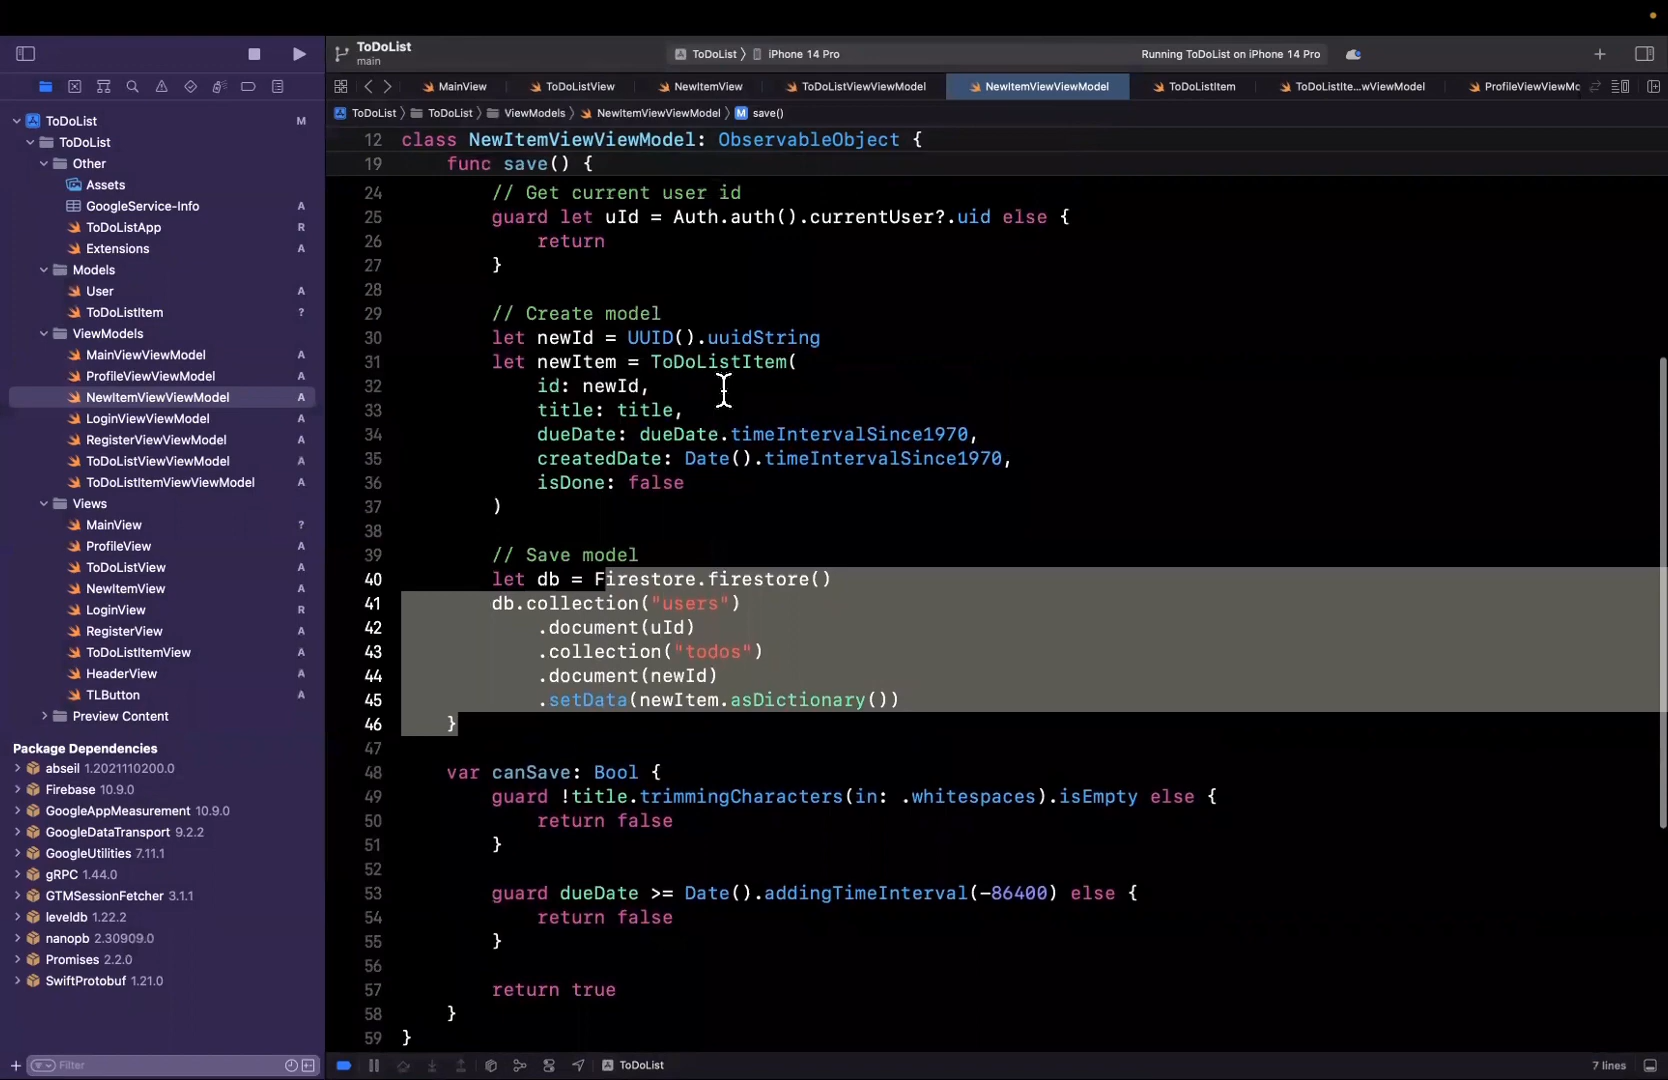 ToDoList
main
ToDoList 〉 iPhone 14 Pro
Running ToDoList on iPhone 14 Pro
MainView
ToDoListView
NewItemView
ToDoListViewViewModel
NewItemViewViewModel
ToDoListItem
ToDoListIte...wViewModel
ProfileViewViewMo
ToDoList 〉 ToDoList 〉 ViewModels 〉 NewItemViewViewModel 〉 M save()
ToDoList M
ToDoList
Other
Assets
GoogleService-Info A
ToDoListApp R
Extensions A
Models
User A
ToDoListItem ?
ViewModels
MainViewViewModel A
ProfileViewViewModel A
NewItemViewViewModel A
LoginViewViewModel A
RegisterViewViewModel A
ToDoListViewViewModel A
ToDoListItemViewViewModel A
Views
MainView ?
ProfileView A
ToDoListView A
NewItemView A
LoginView R
RegisterView A
ToDoListItemView A
HeaderView A
TLButton A
Preview Content
Package Dependencies
abseil 1.2021110200.0
Firebase 10.9.0
GoogleAppMeasurement 10.9.0
GoogleDataTransport 9.2.2
GoogleUtilities 7.11.1
gRPC 1.44.0
GTMSessionFetcher 3.1.1
leveldb 1.22.2
nanopb 2.30909.0
Promises 2.2.0
SwiftProtobuf 1.21.0
Filter
12 class NewItemViewViewModel: ObservableObject {
19 func save() {
24 // Get current user id
25 guard let uId = Auth.auth().currentUser?.uid else {
26 return
27 }
28
29 // Create model
30 let newId = UUID().uuidString
31 let newItem = ToDoListItem(
32 id: newId,
33 title: title,
34 dueDate: dueDate.timeIntervalSince1970,
35 createdDate: Date().timeIntervalSince1970,
36 isDone: false
37 )
38
39 // Save model
40 let db = Firestore.firestore()
41 db.collection("users")
42 .document(uId)
43 .collection("todos")
44 .document(newId)
45 .setData(newItem.asDictionary())
46 }
47
48 var canSave: Bool {
49 guard !title.trimmingCharacters(in: .whitespaces).isEmpty else {
50 return false
51 }
52
53 guard dueDate >= Date().addingTimeInterval(-86400) else {
54 return false
55 }
56
57 return true
58 }
59 }
ToDoList
7 lines